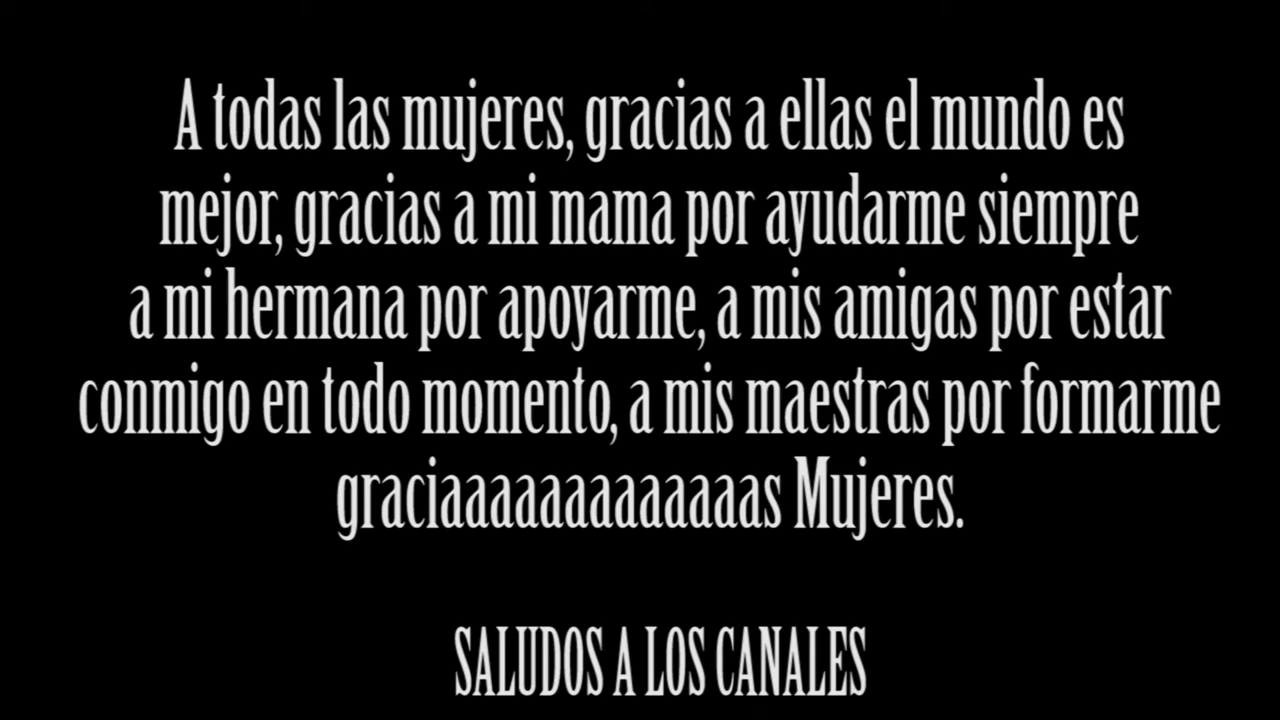 A todas las mujeres, gracias a ellas el mundo es
mejor, gracias a mi mama por ayudarme siempre
a mi hermana por apoyarme, a mis amigas por estar
conmigo en todo momento, a mis maestras por formarme
graciaaaaaaaaaaaaas Mujeres.
SALUDOS A LOS CANALES